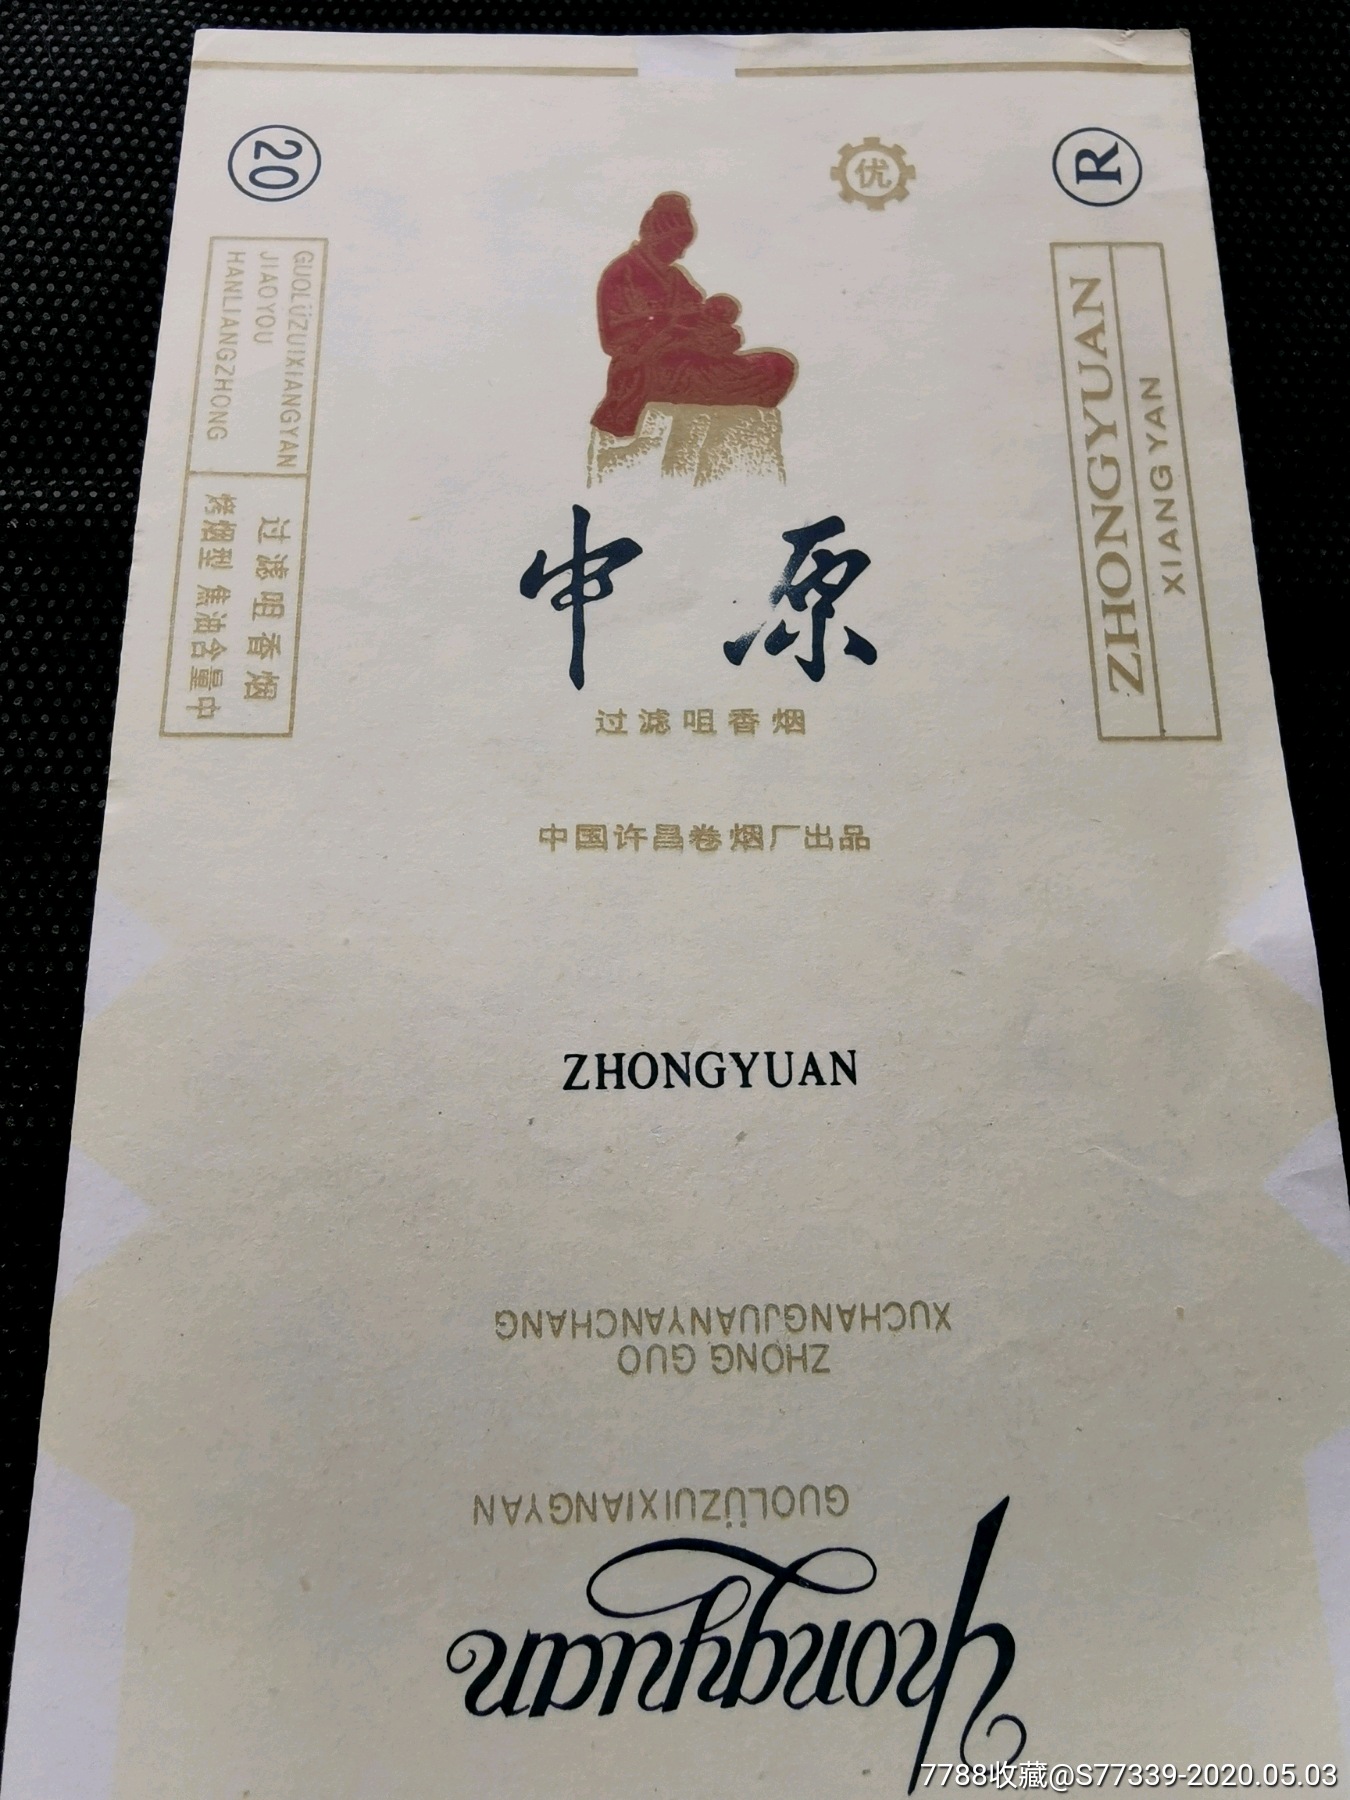 20
优
R
GUOLÜZUIXIANGYAN
JIAOYOU
HANLIANGZHONG
过滤咀香烟
烤烟型 焦油含量中
XIANG YAN
ZHONGYUAN
中原
过滤咀香烟
中国许昌卷烟厂出品
ZHONGYUAN
XUCHANGJUANYANCHANG
ZHONG GUO
GUOLÜZUIXIANGYAN
Zhongyuan
7788收藏@S77339-2020.05.03